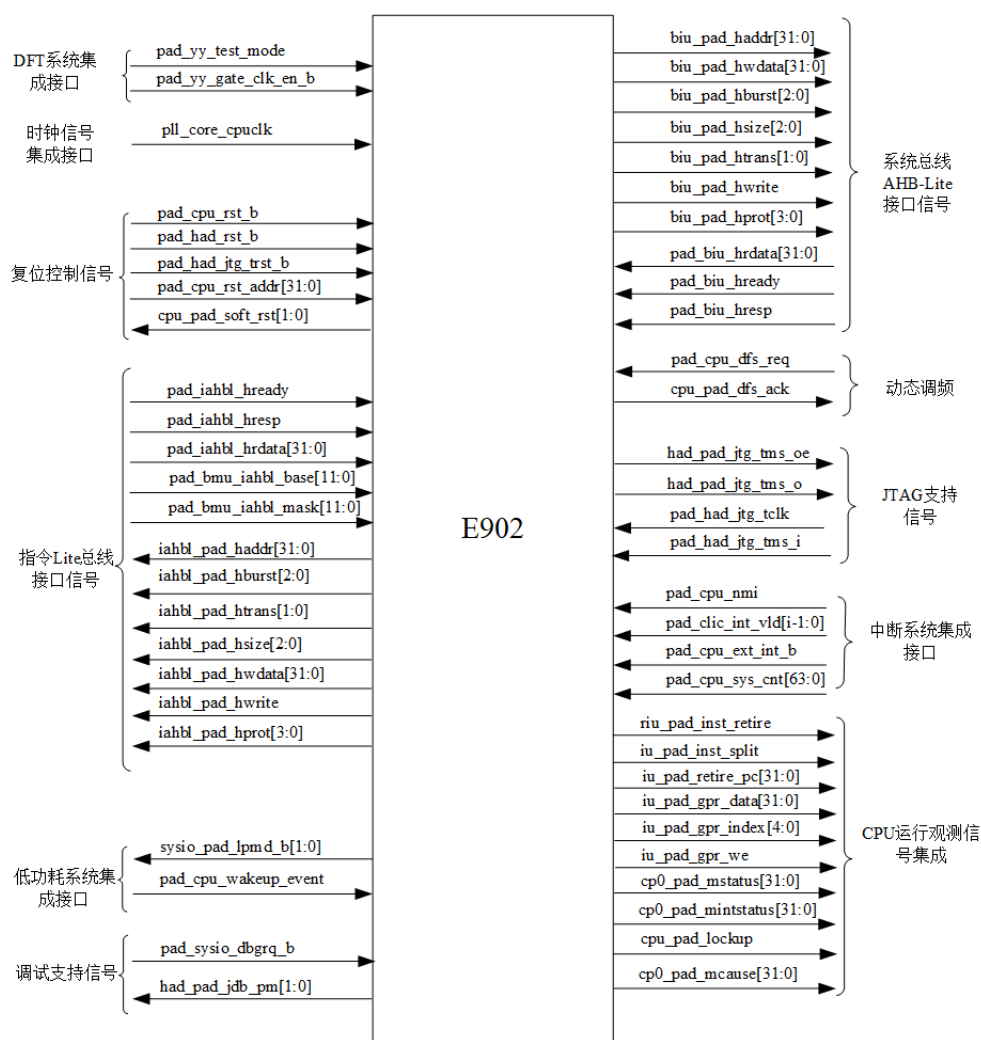 DFT系统集
成接口
pad_yy_test_mode
pad_yy_gate_clk_en_b
时钟信号
集成接口
pll_core_cpuclk
复位控制信号
pad_cpu_rst_b
pad_had_rst_b
pad_had_jtg_trst_b
pad_cpu_rst_addr[31:0]
cpu_pad_soft_rst[1:0]
指令Lite总线
接口信号
pad_iahbl_hready
pad_iahbl_hresp
pad_iahbl_hrdata[31:0]
pad_bmu_iahbl_base[11:0]
pad_bmu_iahbl_mask[11:0]
iahbl_pad_haddr[31:0]
iahbl_pad_hburst[2:0]
iahbl_pad_htrans[1:0]
iahbl_pad_hsize[2:0]
iahbl_pad_hwdata[31:0]
iahbl_pad_hwrite
iahbl_pad_hprot[3:0]
低功耗系统集
成接口
sysio_pad_lpmd_b[1:0]
pad_cpu_wakeup_event
调试支持信号
pad_sysio_dbgrq_b
had_pad_jdb_pm[1:0]
E902
biu_pad_haddr[31:0]
biu_pad_hwdata[31:0]
biu_pad_hburst[2:0]
biu_pad_hsize[2:0]
biu_pad_htrans[1:0]
biu_pad_hwrite
biu_pad_hprot[3:0]
pad_biu_hrdata[31:0]
pad_biu_hready
pad_biu_hresp
系统总线
AHB-Lite
接口信号
pad_cpu_dfs_req
cpu_pad_dfs_ack
动态调频
had_pad_jtg_tms_oe
had_pad_jtg_tms_o
pad_had_jtg_tclk
pad_had_jtg_tms_i
JTAG支持
信号
pad_cpu_nmi
pad_clic_int_vld[i-1:0]
pad_cpu_ext_int_b
pad_cpu_sys_cnt[63:0]
中断系统集成
接口
riu_pad_inst_retire
iu_pad_inst_split
iu_pad_retire_pc[31:0]
iu_pad_gpr_data[31:0]
iu_pad_gpr_index[4:0]
iu_pad_gpr_we
cp0_pad_mstatus[31:0]
cp0_pad_mintstatus[31:0]
cpu_pad_lockup
cp0_pad_mcause[31:0]
CPU运行观测信
号集成